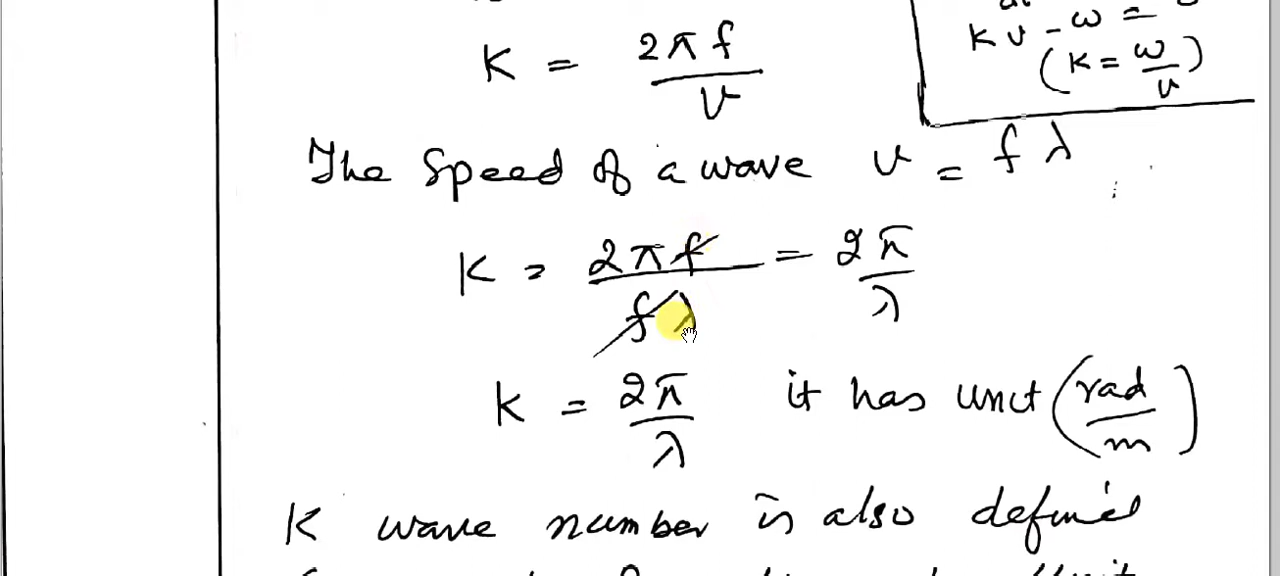 K = 2πf / v
kv - ω =
(k = ω/v)
The Speed of a wave v = fλ
K = 2πf / fλ = 2π / λ
k = 2π / λ it has unit (rad / m)
K wave number is also defined